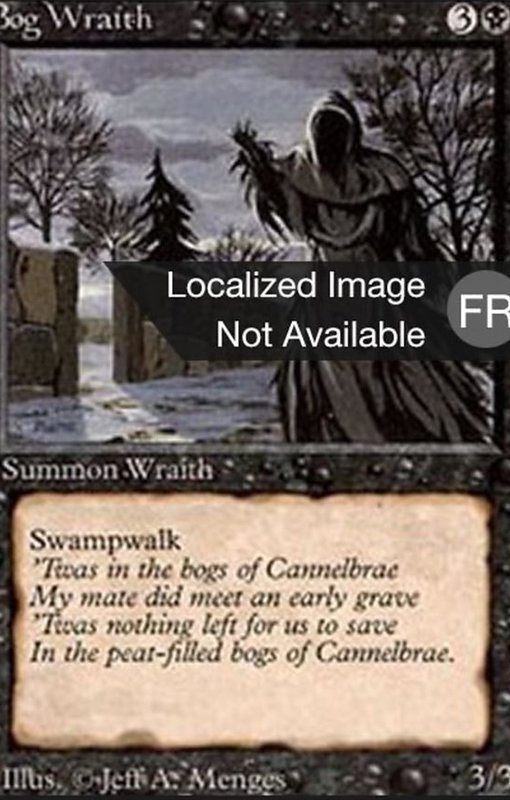 Bog Wraith 3
Localized Image
Not Available
FR
Summon Wraith
Swampwalk
'Twas in the bogs of Cannelbrae
My mate did meet an early grave
'Twas nothing left for us to save
In the peat-filled bogs of Cannelbrae.
Illus. © Jeff A. Menges 3/3